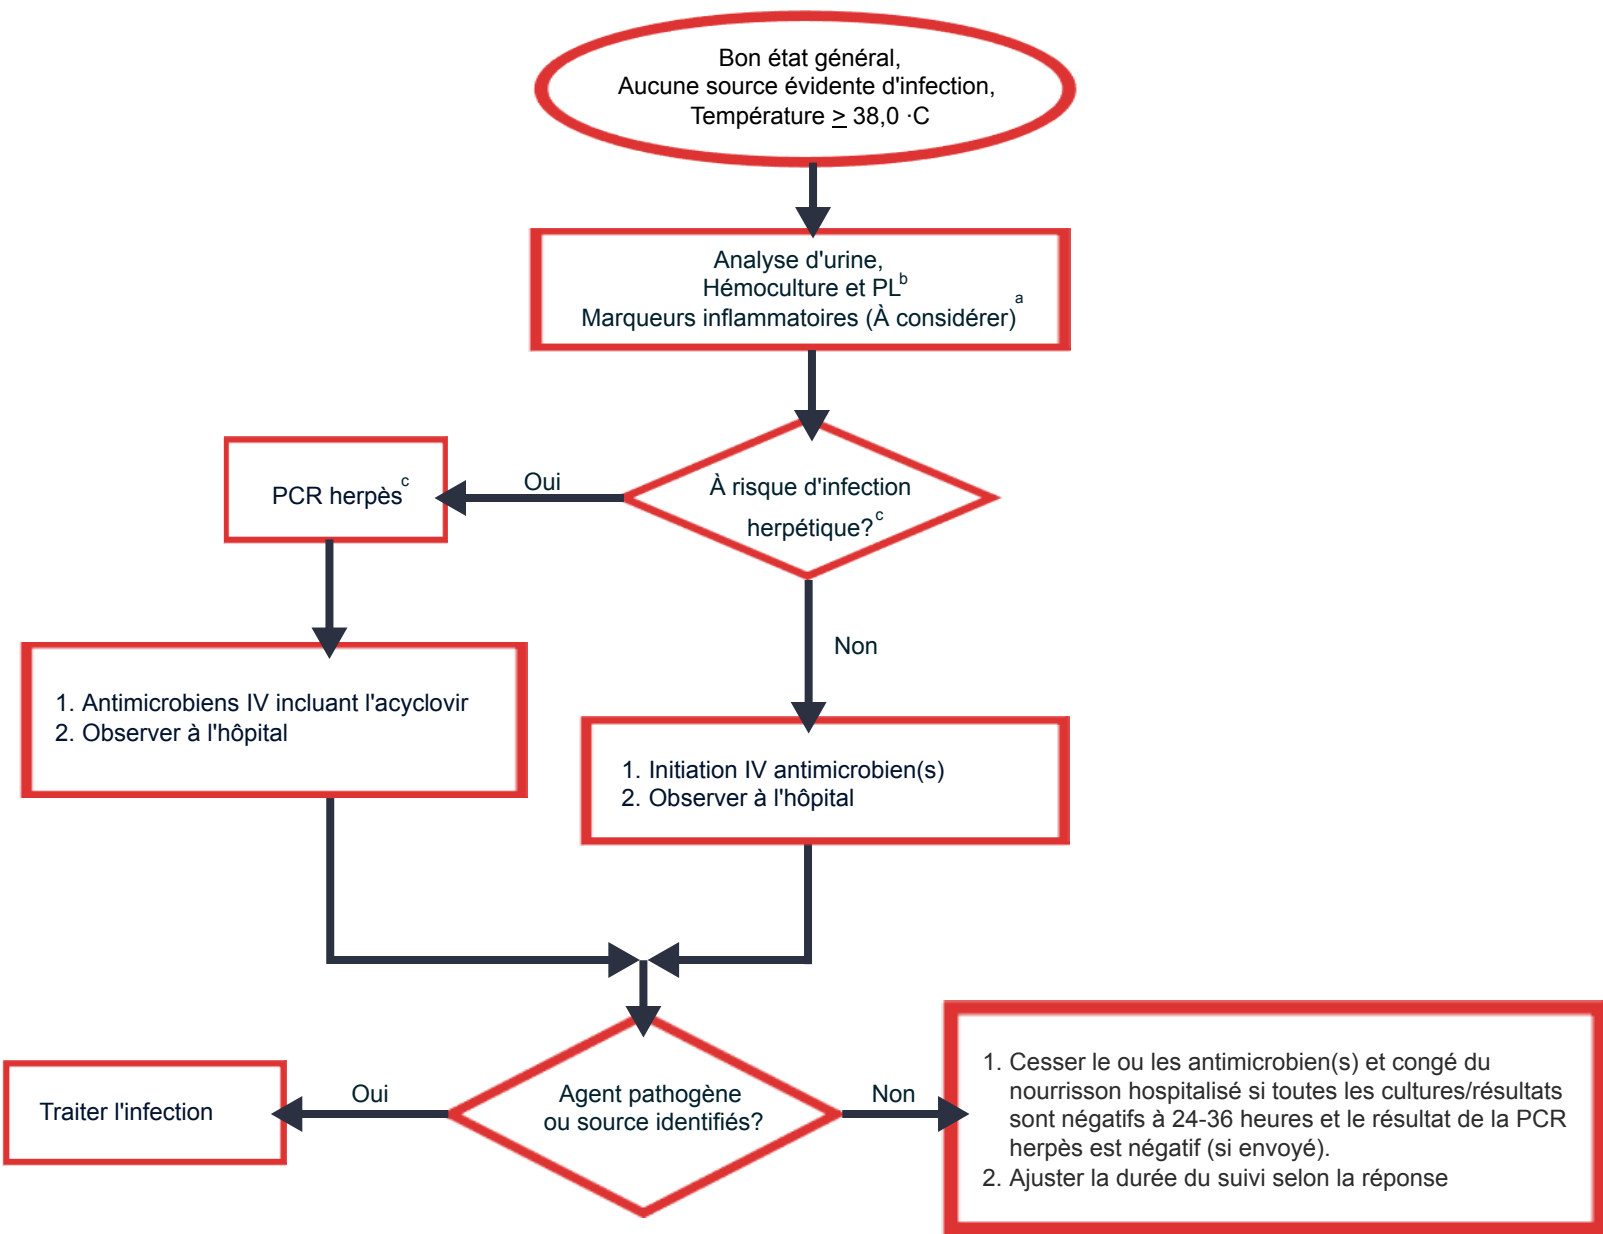 Bon état général,
Aucune source évidente d'infection,
Température ≥ 38,0 ·C
Analyse d'urine,
Hémoculture et PLᵇ
Marqueurs inflammatoires (À considérer)ᵃ
À risque d'infection
herpétique?ᶜ
Oui
PCR herpèsᶜ
Non
1. Antimicrobiens IV incluant l'acyclovir
2. Observer à l'hôpital
1. Initiation IV antimicrobien(s)
2. Observer à l'hôpital
Agent pathogène
ou source identifiés?
Oui
Traiter l'infection
Non
1. Cesser le ou les antimicrobien(s) et congé du
nourrisson hospitalisé si toutes les cultures/résultats
sont négatifs à 24-36 heures et le résultat de la PCR
herpès est négatif (si envoyé).
2. Ajuster la durée du suivi selon la réponse